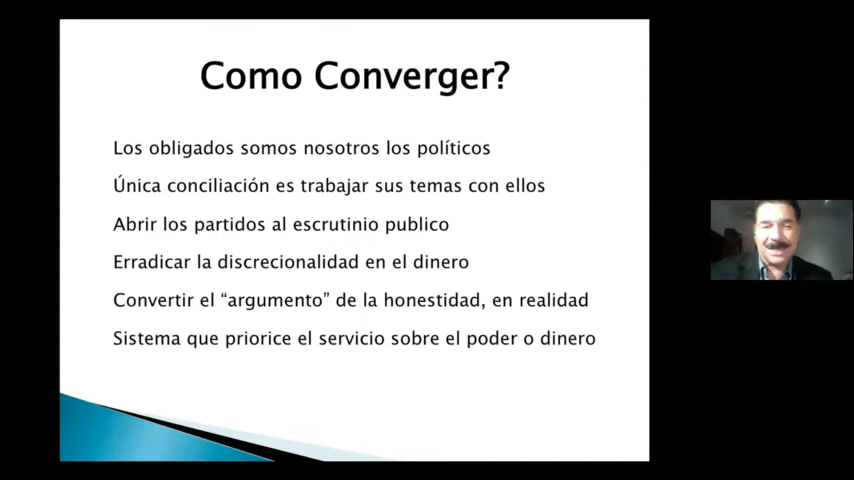 Como Converger?
Los obligados somos nosotros los políticos
Única conciliación es trabajar sus temas con ellos
Abrir los partidos al escrutinio publico
Erradicar la discrecionalidad en el dinero
Convertir el “argumento” de la honestidad, en realidad
Sistema que priorice el servicio sobre el poder o dinero